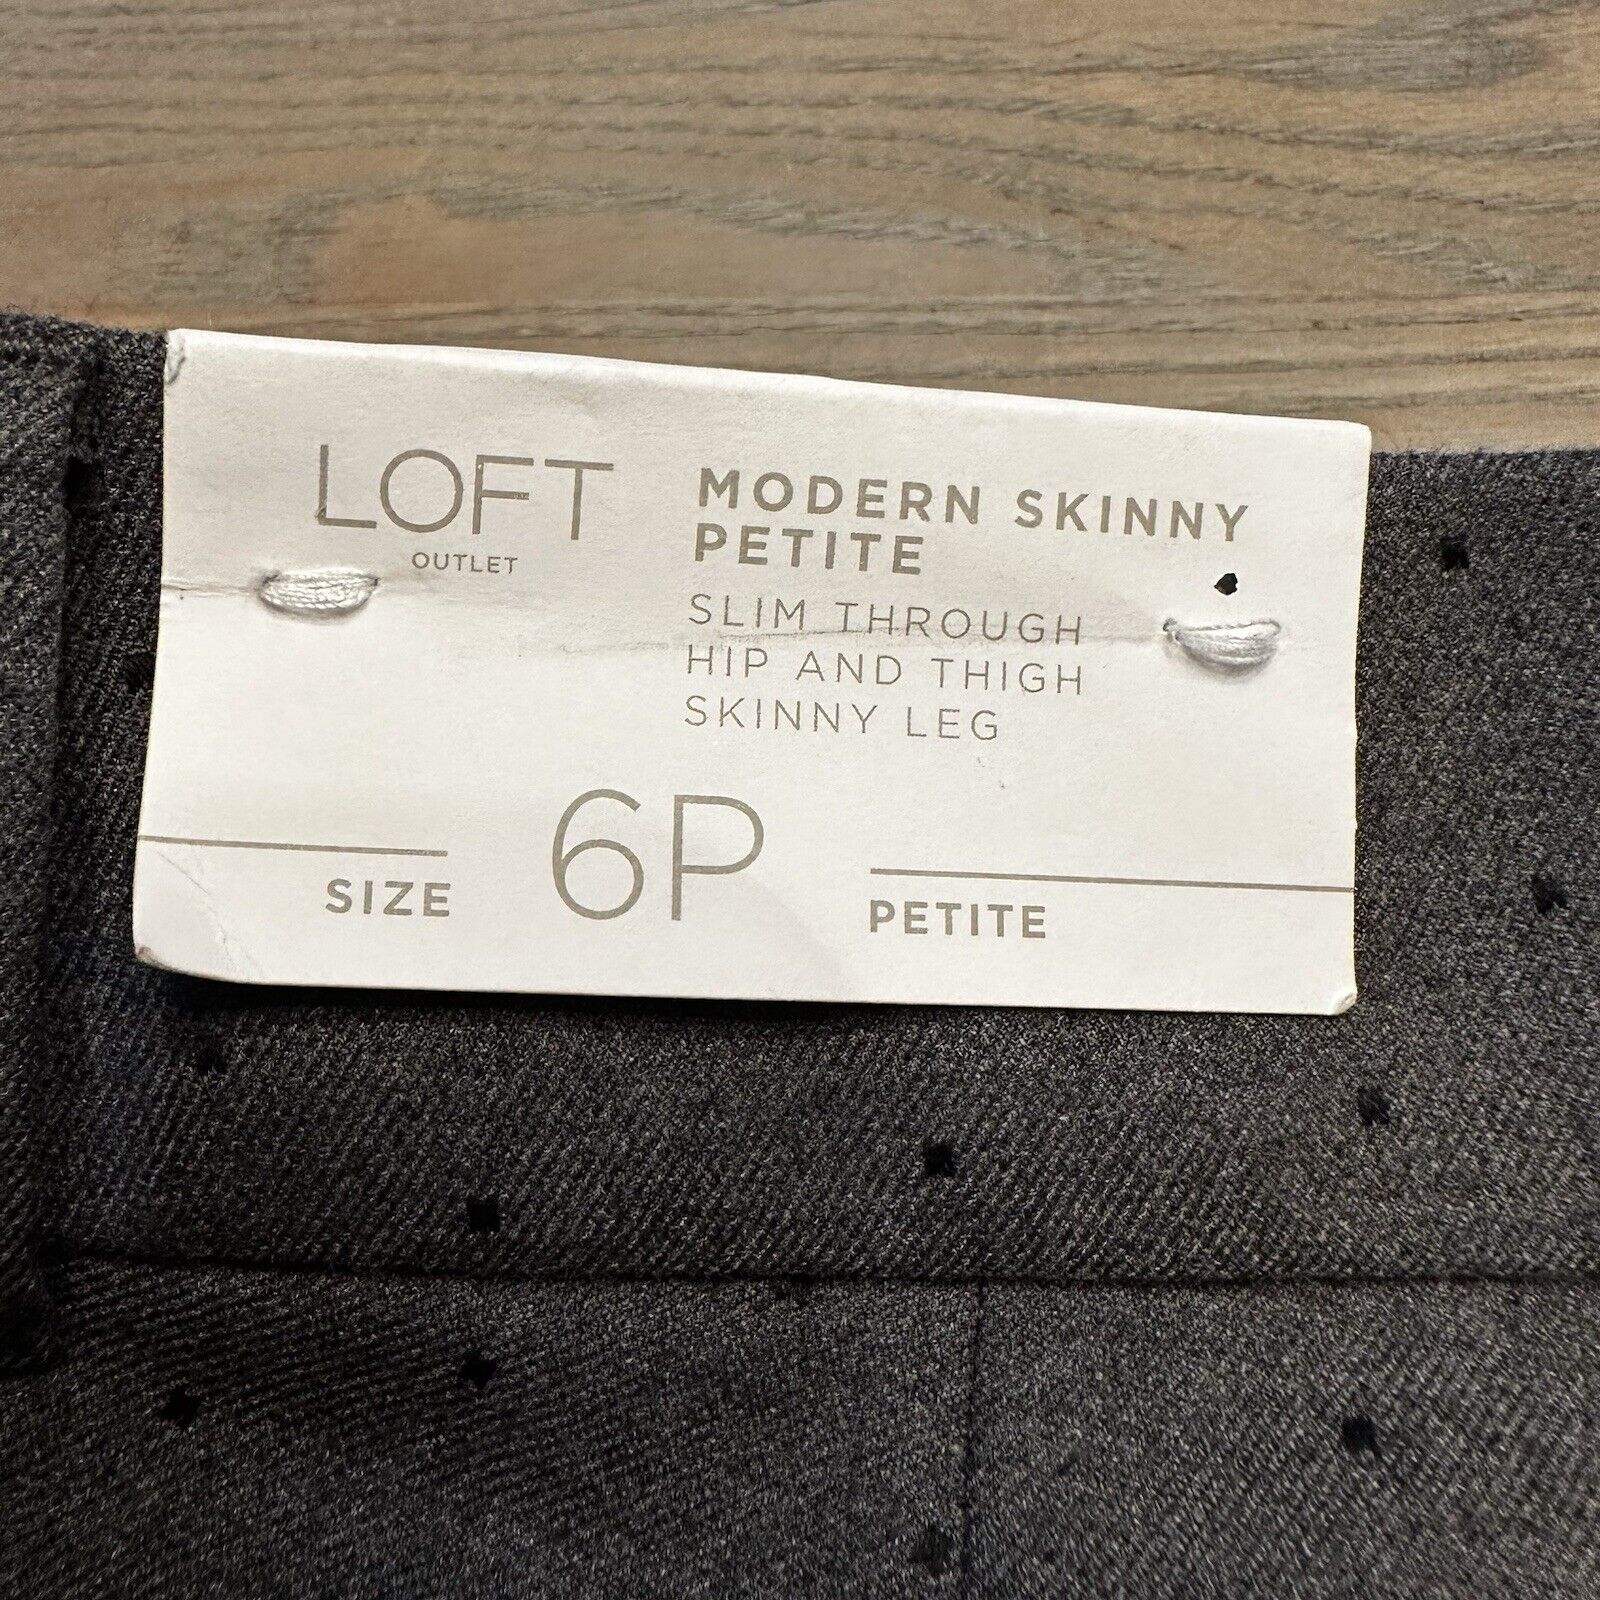 LOFT
OUTLET
MODERN SKINNY
PETITE
SLIM THROUGH
HIP AND THIGH
SKINNY LEG
SIZE 6P PETITE